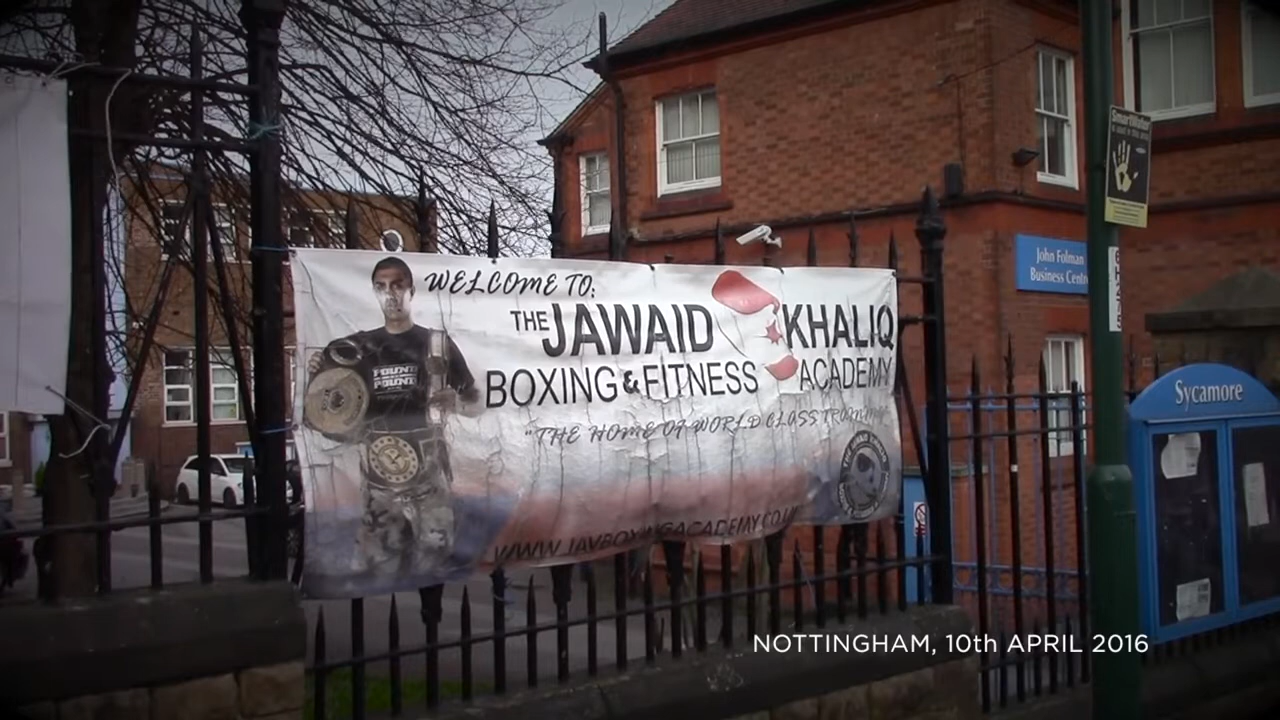 WELCOME TO:
THE JAWAID KHALIQ
BOXING & FITNESS ACADEMY
"THE HOME OF WORLD CLASS TRAINING
WWW.JAVBOXINGACADEMY.CO.UK
POUND
POUND
John Folman
Business Centre
SmartWater
Sycamore
NOTTINGHAM, 10th APRIL 2016